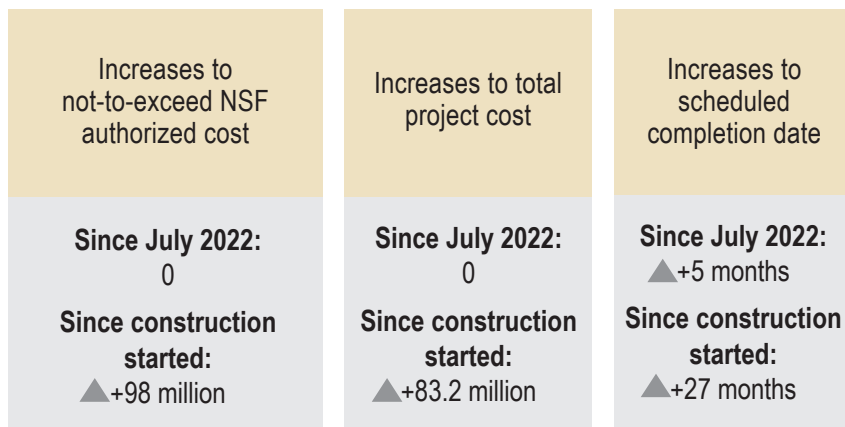 Increases to
not-to-exceed NSF
authorized cost
Since July 2022:
0
Since construction
started:
+98 million
Increases to total
project cost
Since July 2022:
0
Since construction
started:
+83.2 million
Increases to
scheduled
completion date
Since July 2022:
+5 months
Since construction
started:
+27 months